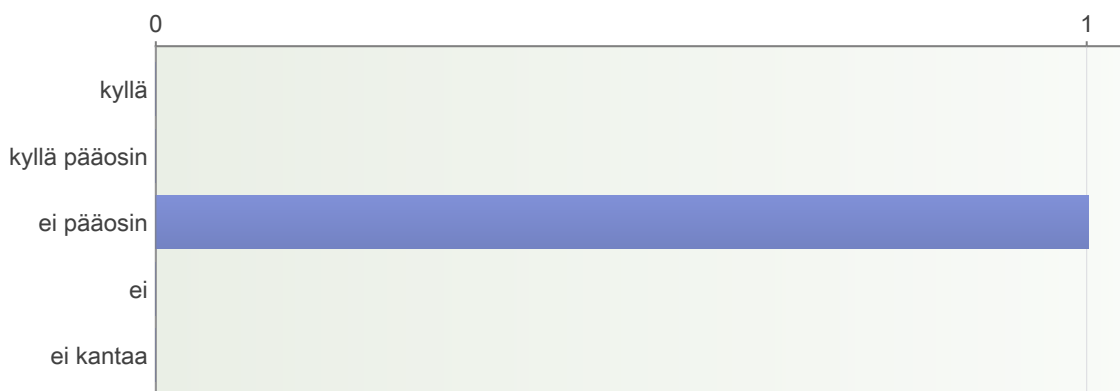 0 1
kyllä
kyllä pääosin
ei pääosin
ei
ei kantaa